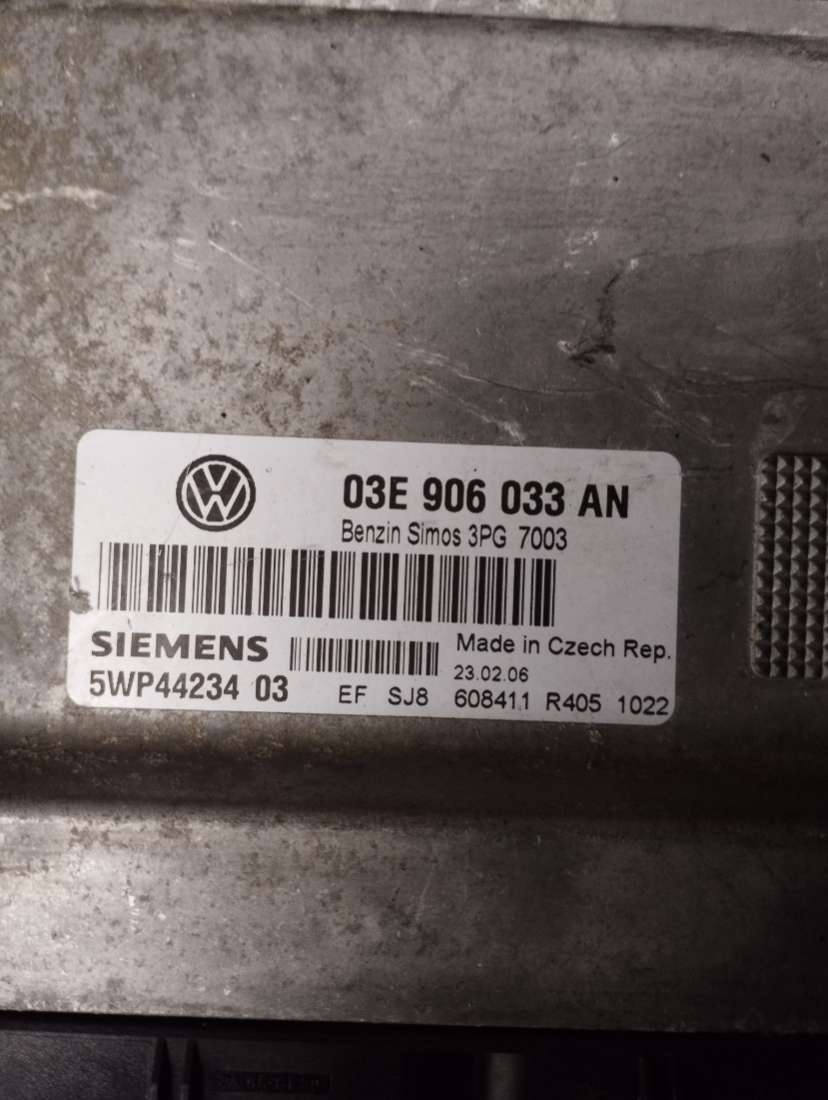 03E 906 033 AN
Benzin Simos 3PG 7003
SIEMENS
Made in Czech Rep.
5WP44234 03
23.02.06
EF SJ8 608411 R405 1022